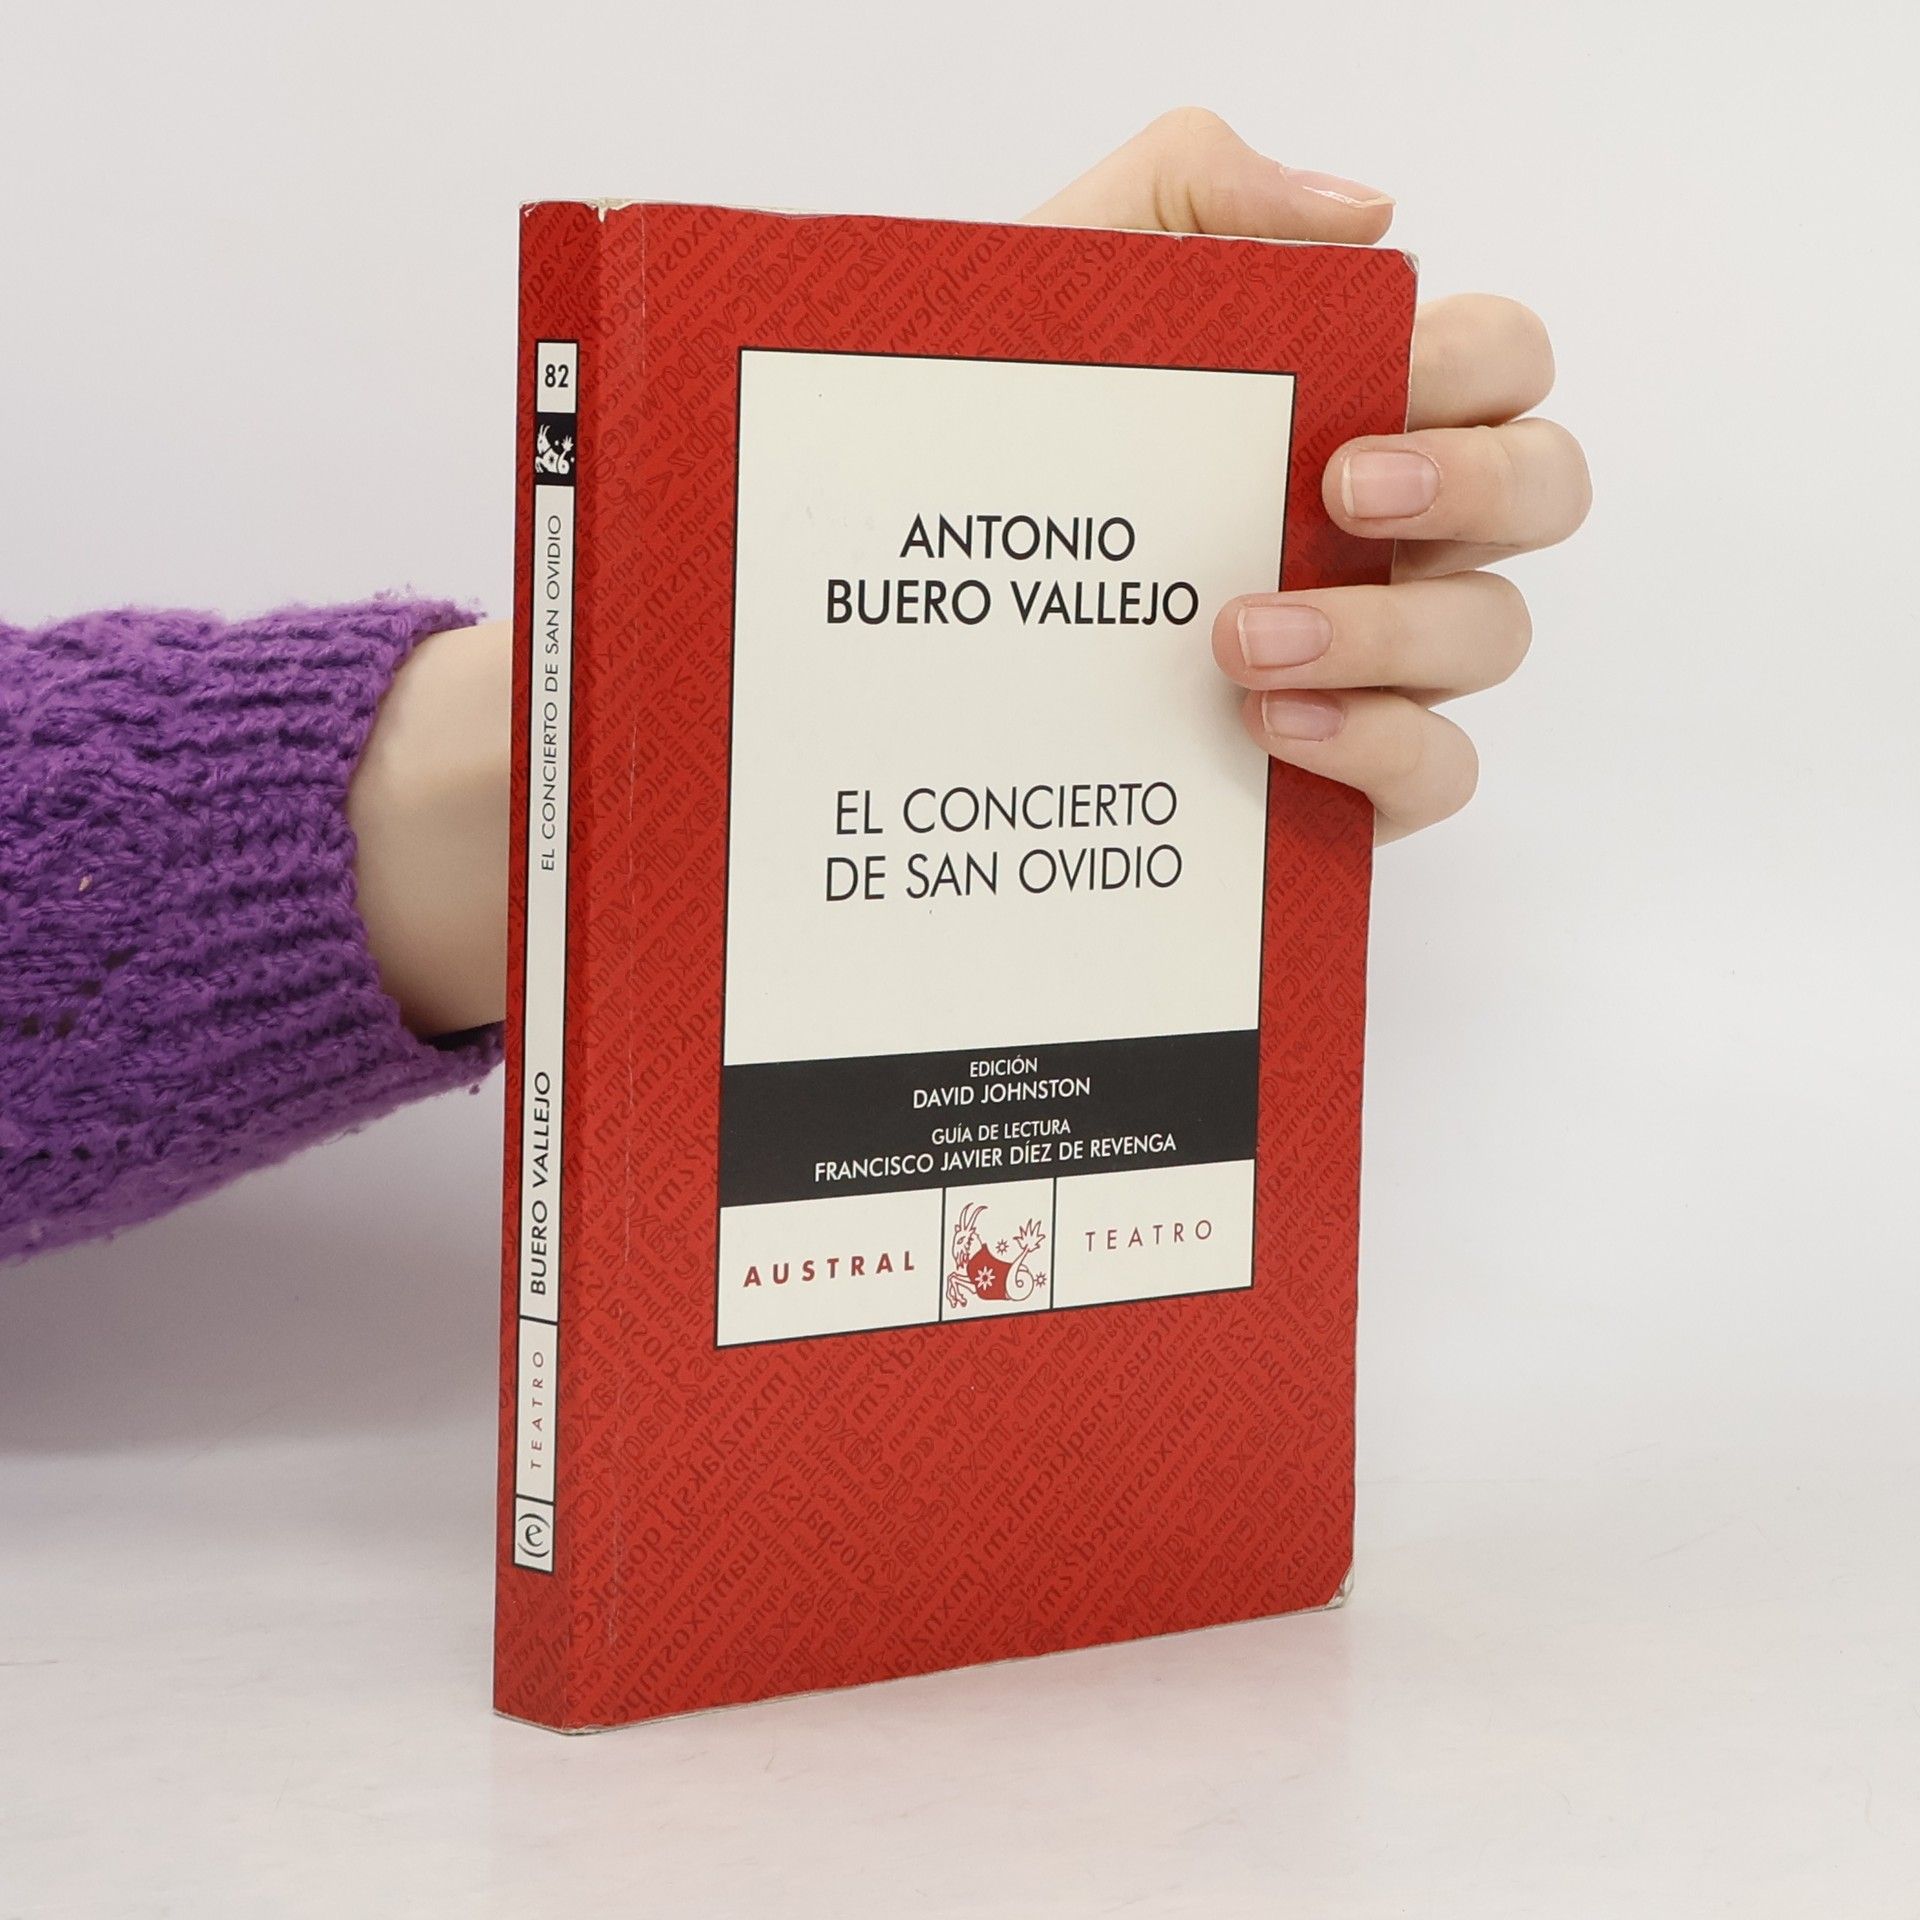 82
EL CONCIERTO DE SAN OVIDIO
BUERO VALLEJO
TEATRO
e
ANTONIO
BUERO VALLEJO
EL CONCIERTO
DE SAN OVIDIO
EDICIÓN
DAVID JOHNSTON
GUÍA DE LECTURA
FRANCISCO JAVIER DÍEZ DE REVENGA
AUSTRAL
TEATRO